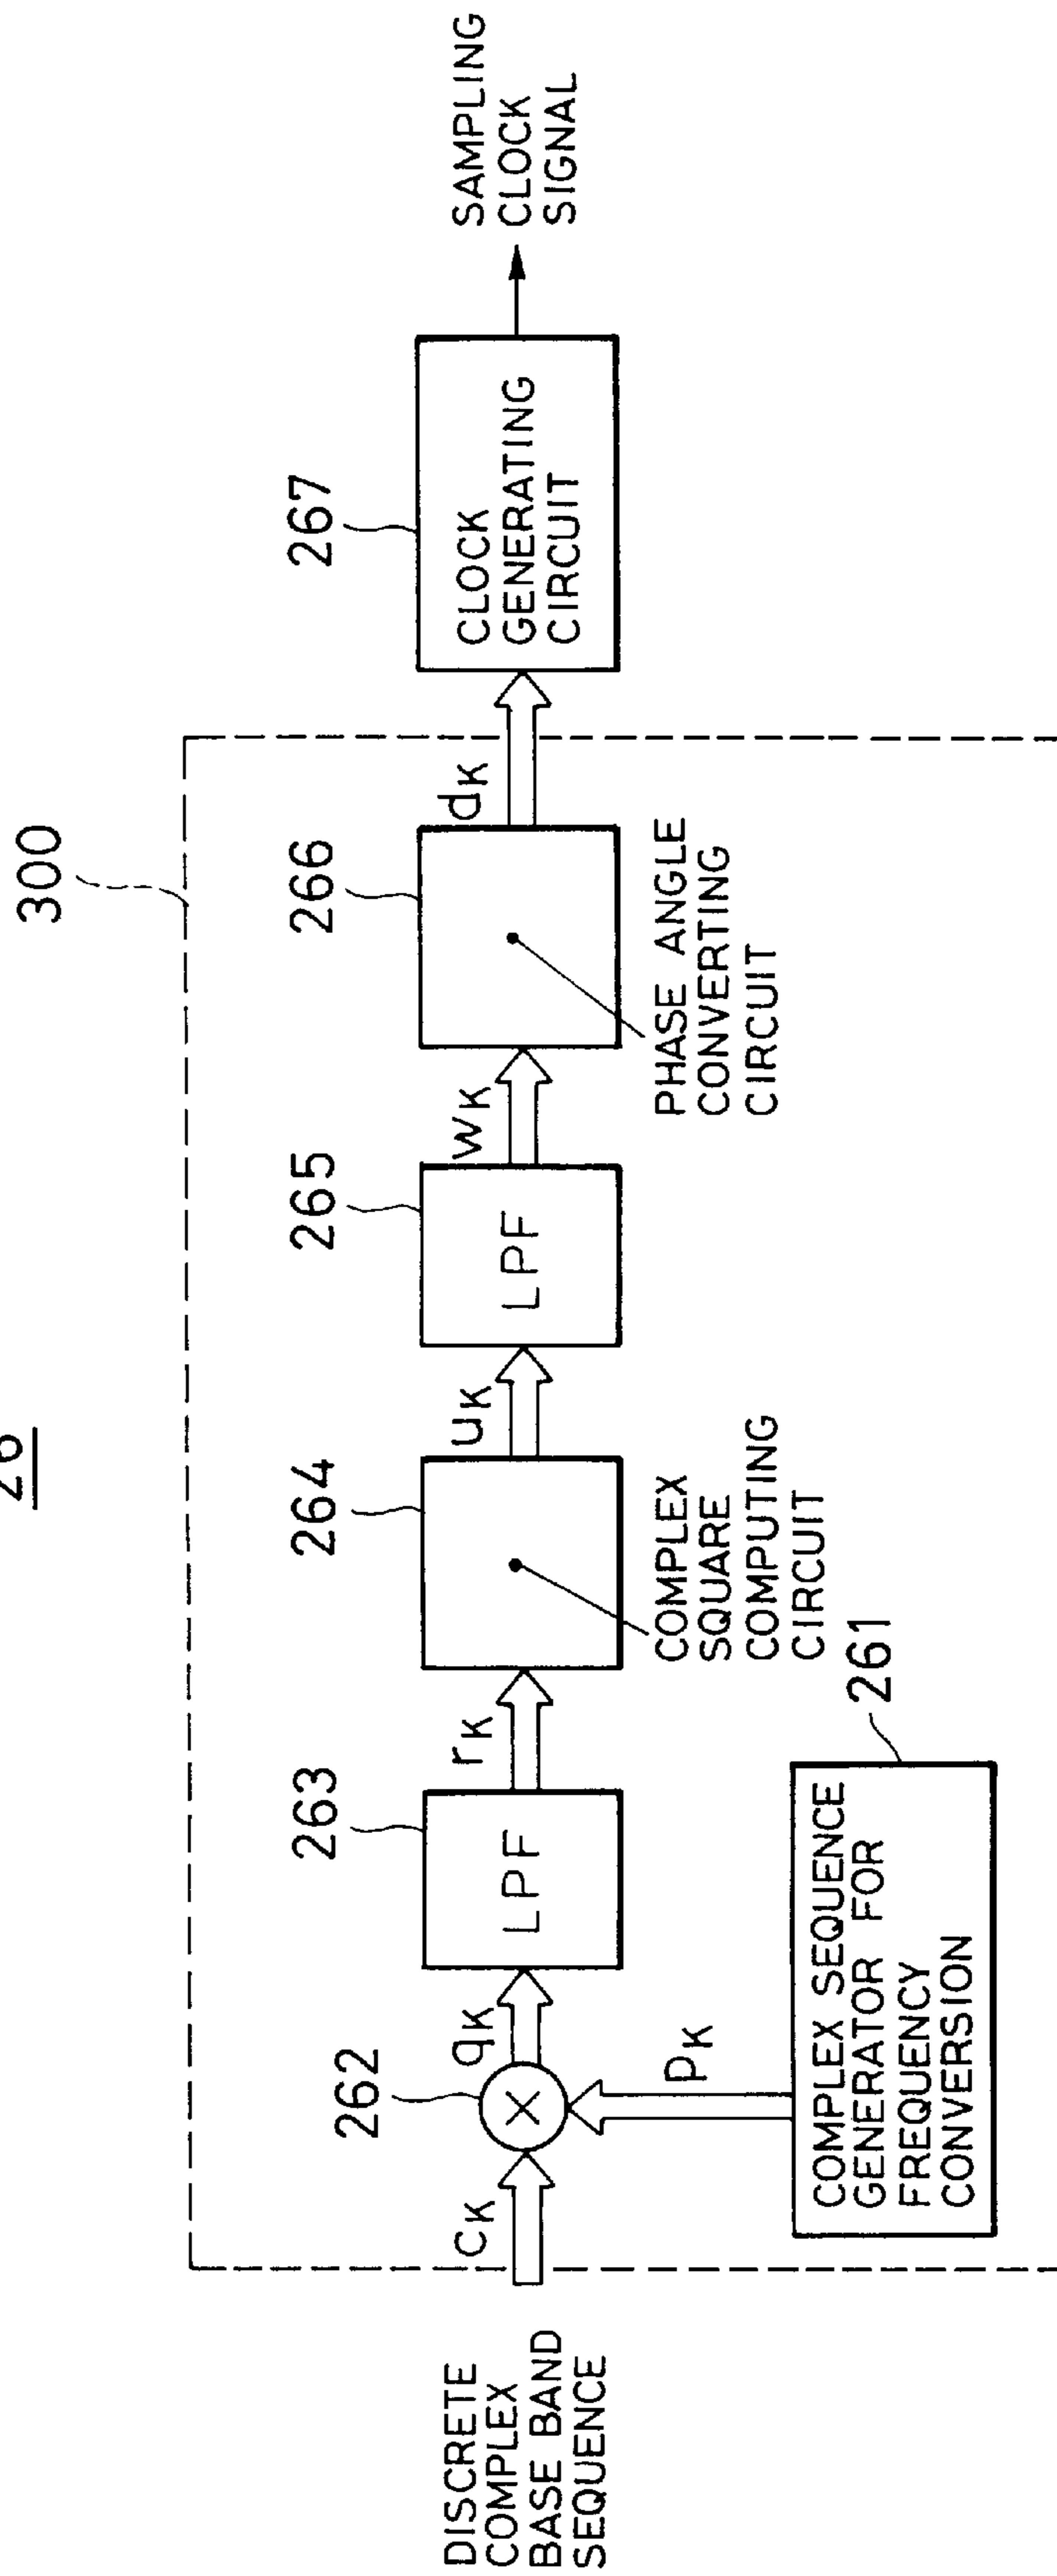 26
300
DISCRETE
COMPLEX
BASE BAND
SEQUENCE
cK
262
qK
263
LPF
rK
264
COMPLEX
SQUARE
COMPUTING
CIRCUIT
uK
265
LPF
wK
266
PHASE ANGLE
CONVERTING
CIRCUIT
dK
267
CLOCK
GENERATING
CIRCUIT
SAMPLING
CLOCK
SIGNAL
pK
261
COMPLEX SEQUENCE
GENERATOR FOR
FREQUENCY
CONVERSION